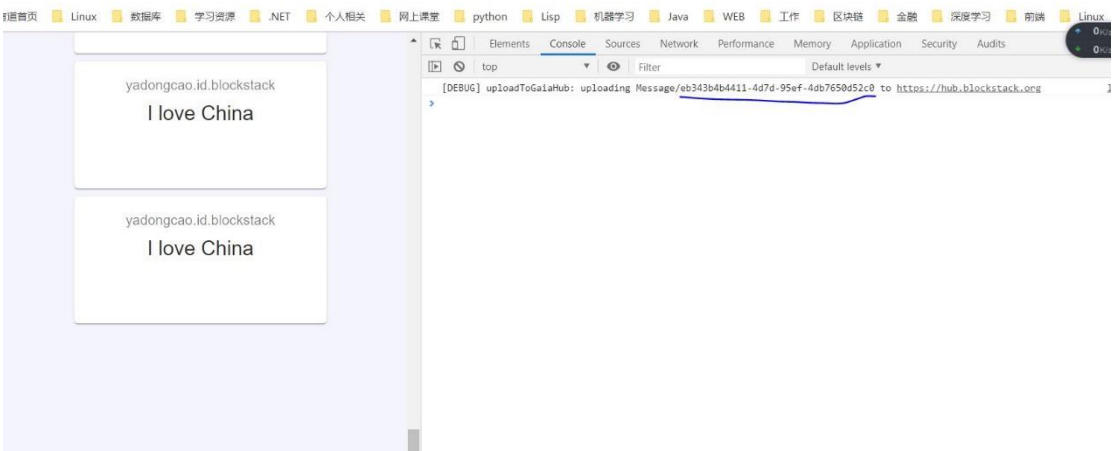 Linux 数据库 学习资源 .NET 个人相关 网上课堂 python Lisp 机器学习 Java WEB 工作 区块链 金融 深度学习 前端 Linux
Elements Console Sources Network Performance Memory Application Security Audits
top Filter Default levels ▼
[DEBUG] uploadToGaiaHub: uploading Message/eb343b4b4411-4d7d-95ef-4db7650d52c0 to https://hub.blockstack.org
yadongcao.id.blockstack
I love China
yadongcao.id.blockstack
I love China